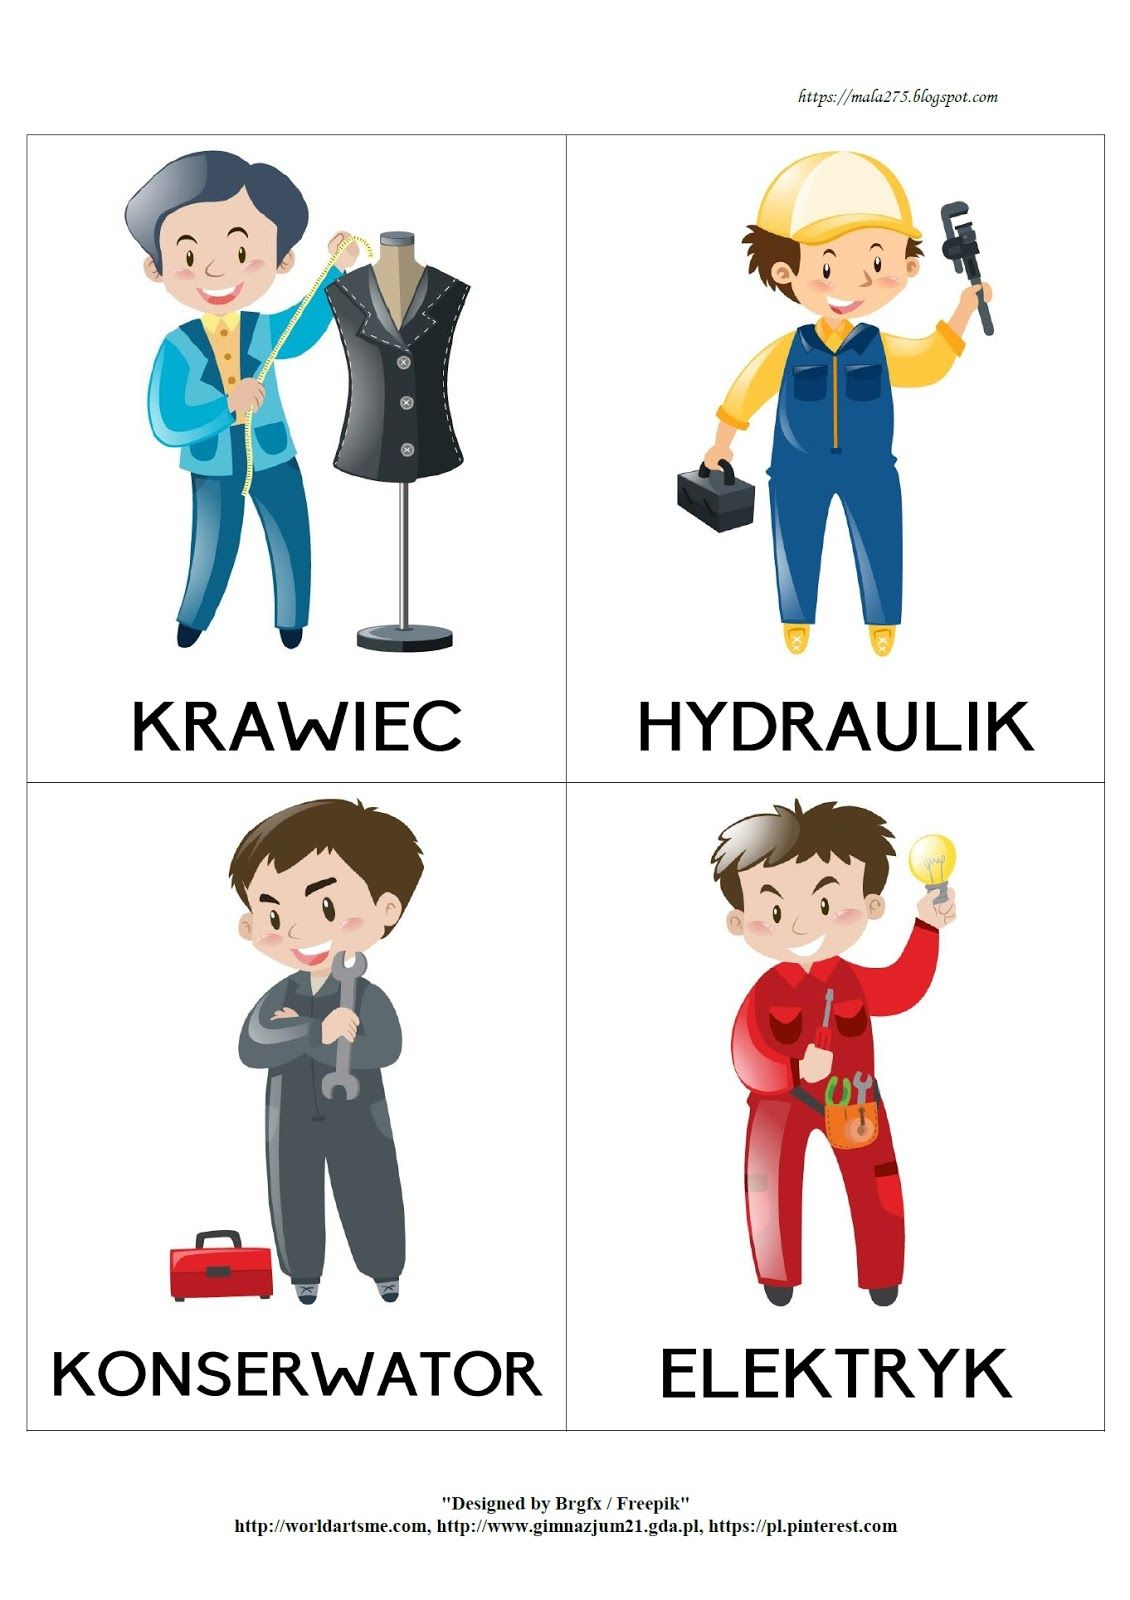 https://mala275.blogspot.com
KRAWIEC
HYDRAULIK
KONSERWATOR
ELEKTRYK
"Designed by Brgfx / Freepik"
http://worldartsme.com, http://www.gimnazjum21.gda.pl, https://pl.pinterest.com